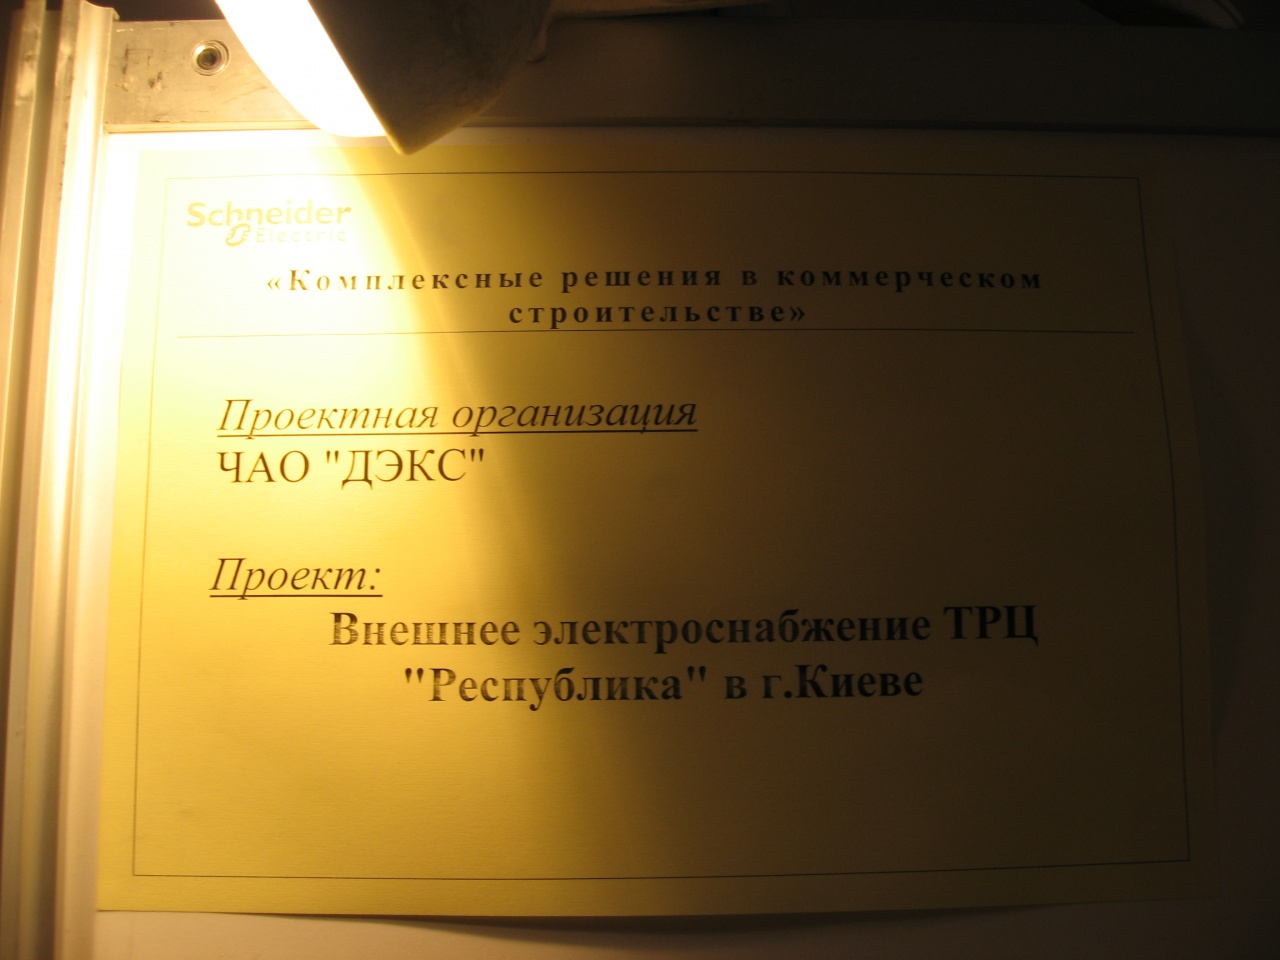 Schneider
Electric
«Комплексные решения в коммерческом
строительстве»
Проектная организация
ЧАО "ДЭКС"
Проект:
Внешнее электроснабжение ТРЦ
"Республика" в г.Киеве